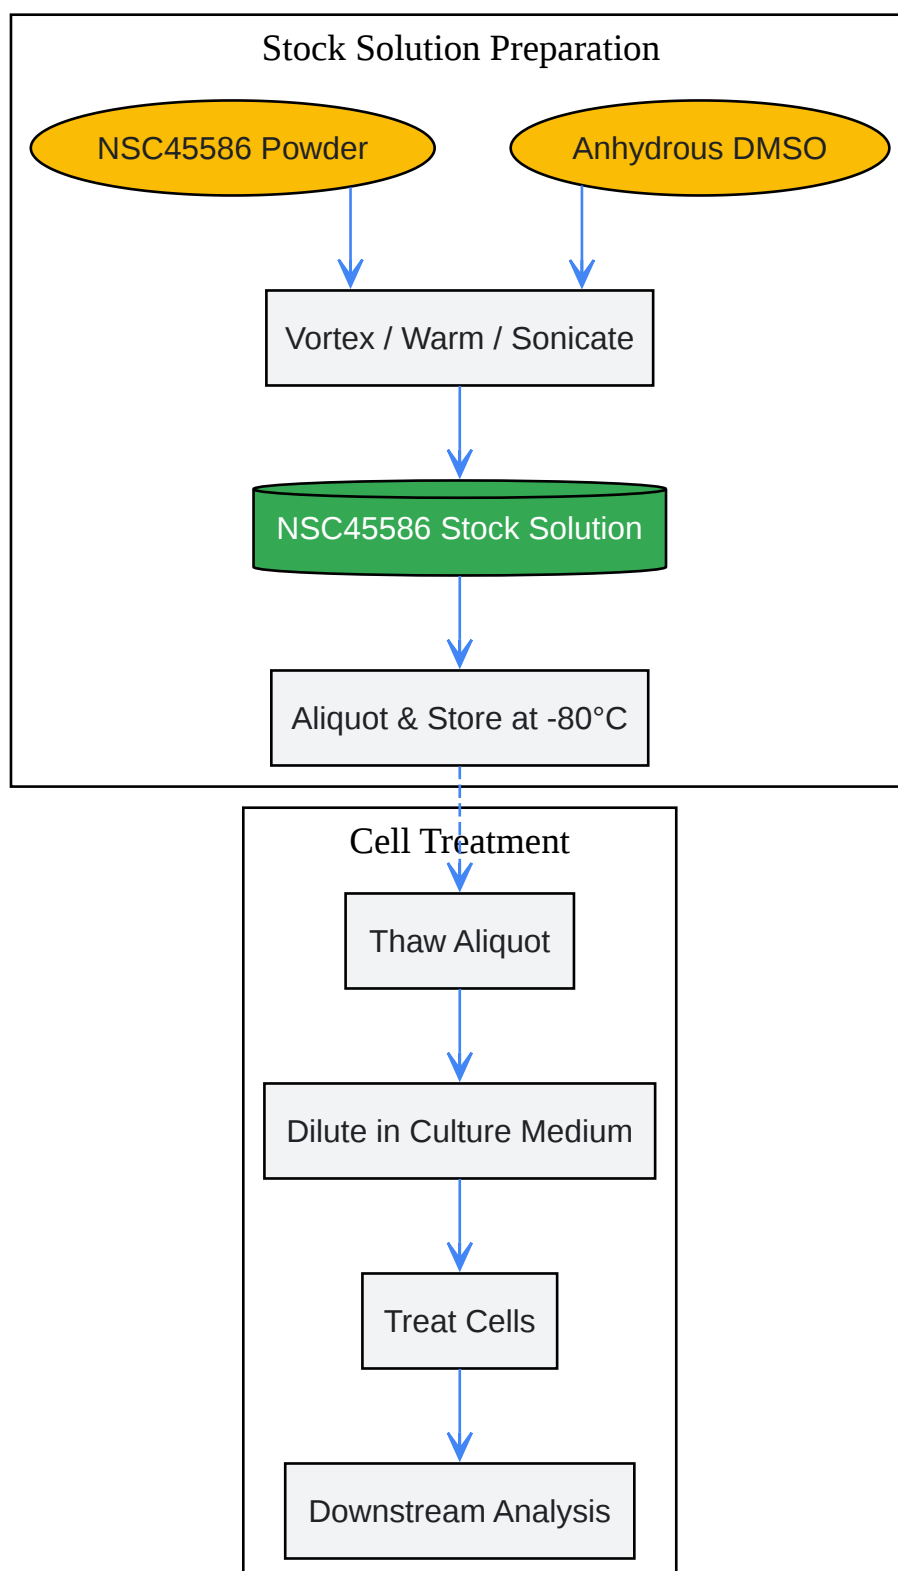 Stock Solution Preparation
NSC45586 Powder
Anhydrous DMSO
Vortex / Warm / Sonicate
NSC45586 Stock Solution
Aliquot & Store at -80°C
Cell Treatment
Thaw Aliquot
Dilute in Culture Medium
Treat Cells
Downstream Analysis